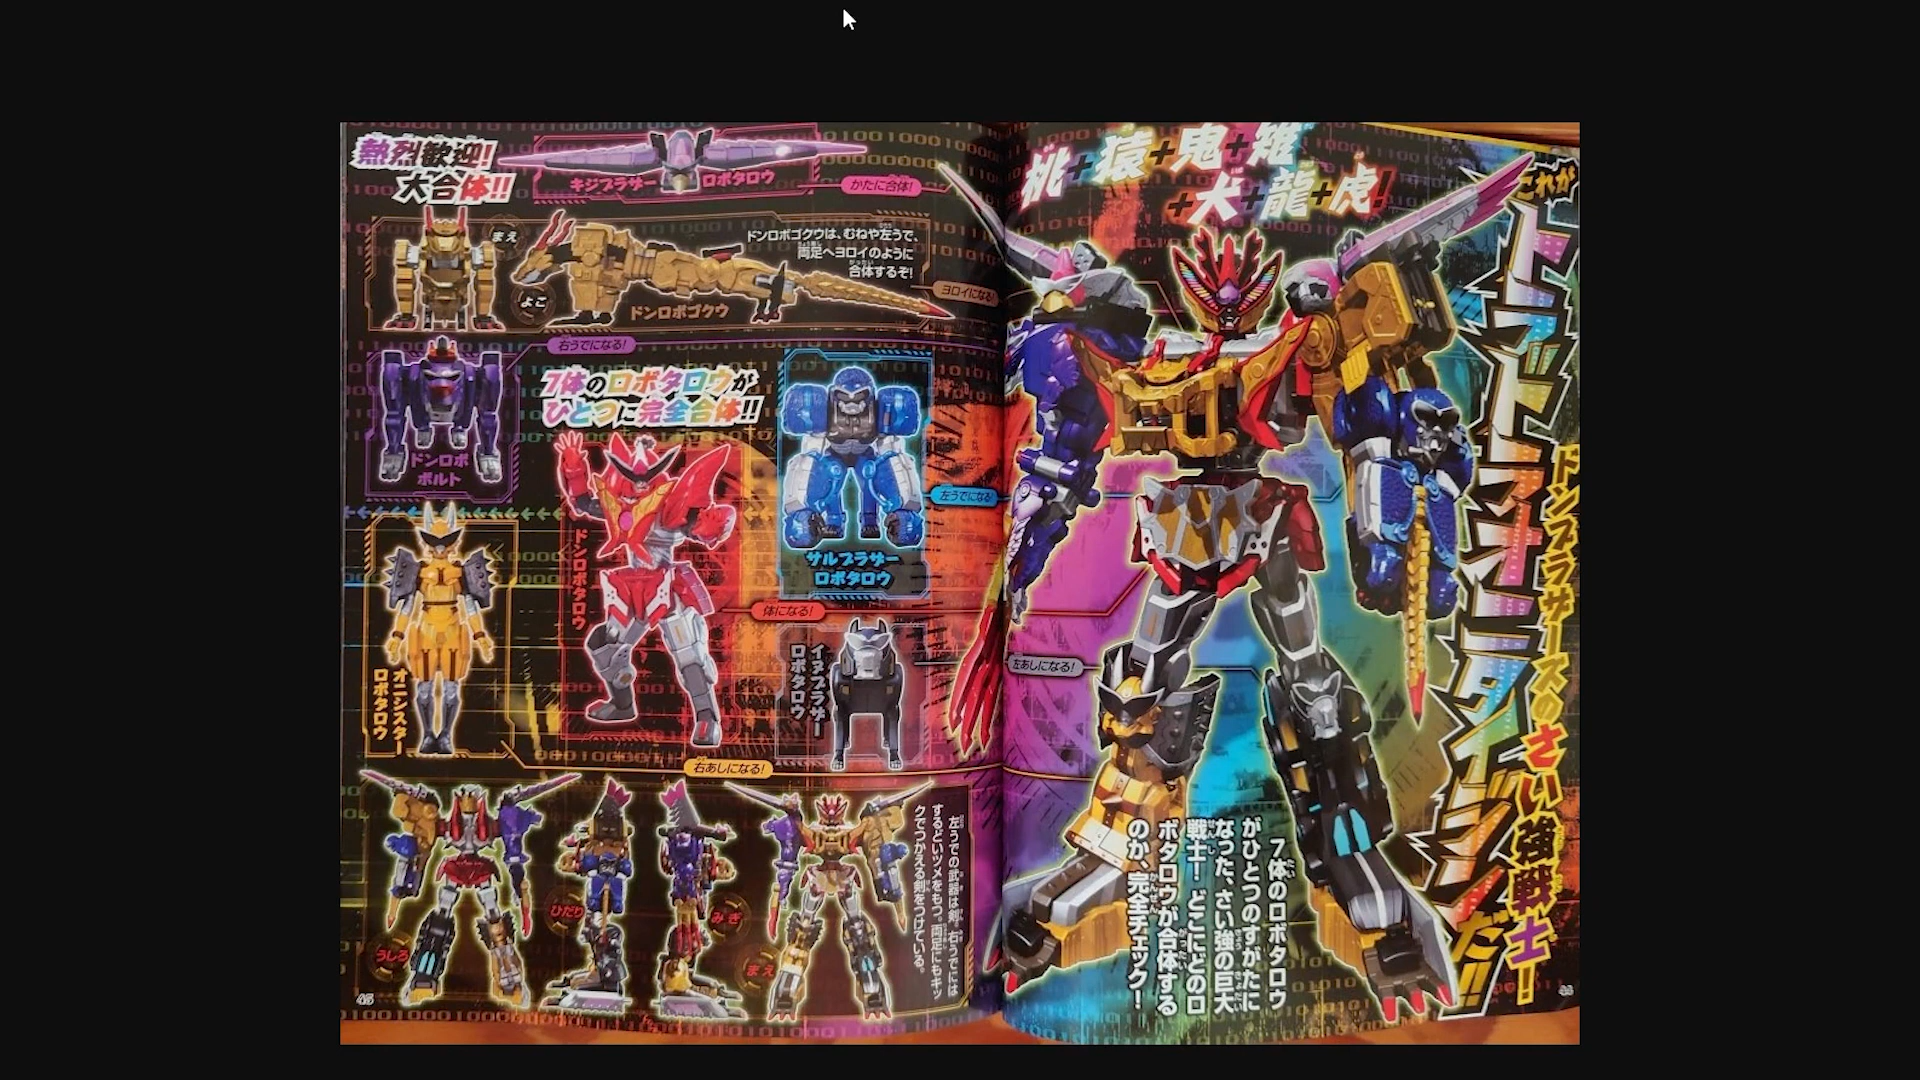 熱烈歓迎!
大合体!!
キジブラザー
ロボタロウ
かたに合体!
まえ
よこ
ドンロボゴクウは、むねや左うで、
両足へヨロイのように
合体するぞ!
ドンロボゴクウ
ヨロイになる!
右うでになる!
ドンロボ
ボルト
7体のロボタロウが
ひとつに完全合体!!
サルブラザー
ロボタロウ
左うでになる!
ドンロボタロウ
体になる!
オニシスター
ロボタロウ
イヌブラザー
ロボタロウ
左あしになる!
右あしになる!
うしろ
ひだり
みぎ
まえ
左うでの武器は剣。右うでには
するどいツメをもつ。両足にもキッ
クでつかえる剣をつけている。
45
桃+猿+鬼+雉
+犬+龍+虎!
これが
トラドラオニタイジンだ!!
ドンブラザーズのさい強戦士!
7体のロボタロウ
がひとつのすがたに
なった、さい強の巨大
戦士! どこにどのロ
ボタロウが合体する
のか、完全チェック!